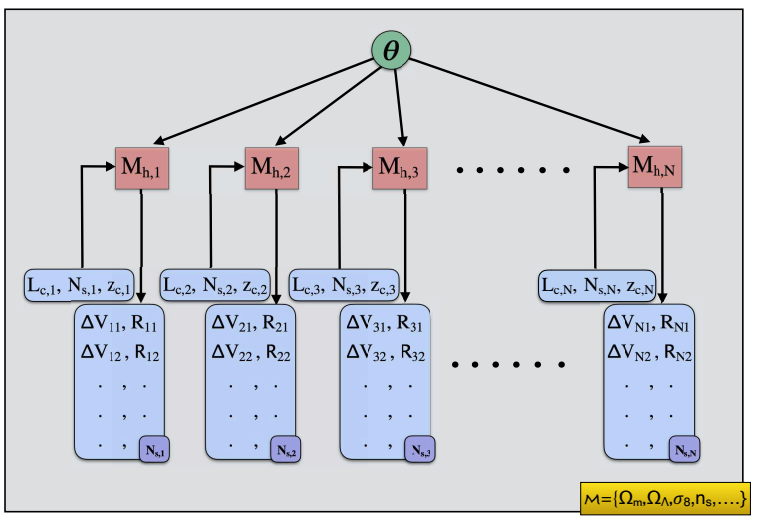 θ
M_h,1 M_h,2 M_h,3 . . . . . . M_h,N
L_c,1, N_s,1, z_c,1 L_c,2, N_s,2, z_c,2 L_c,3, N_s,3, z_c,3 L_c,N, N_s,N, z_c,N
ΔV_11, R_11 ΔV_21, R_21 ΔV_31, R_31 ΔV_N1, R_N1
ΔV_12, R_12 ΔV_22, R_22 ΔV_32, R_32 . . . . . . ΔV_N2, R_N2
. , . . , . . , . . , .
. , . . , . . , . . , .
. , N_s,1 . , N_s,2 . , N_s,3 . , N_s,N
M={Ω_m,Ω_Λ,σ_8,n_s,....}